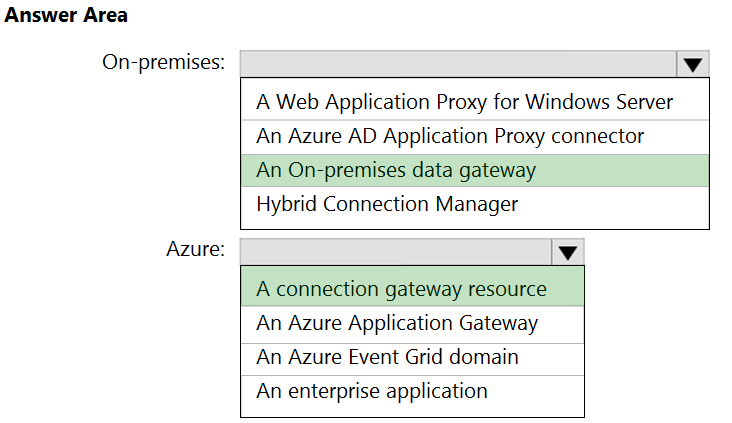 Answer Area
On-premises:
A Web Application Proxy for Windows Server
An Azure AD Application Proxy connector
An On-premises data gateway
Hybrid Connection Manager
Azure:
A connection gateway resource
An Azure Application Gateway
An Azure Event Grid domain
An enterprise application